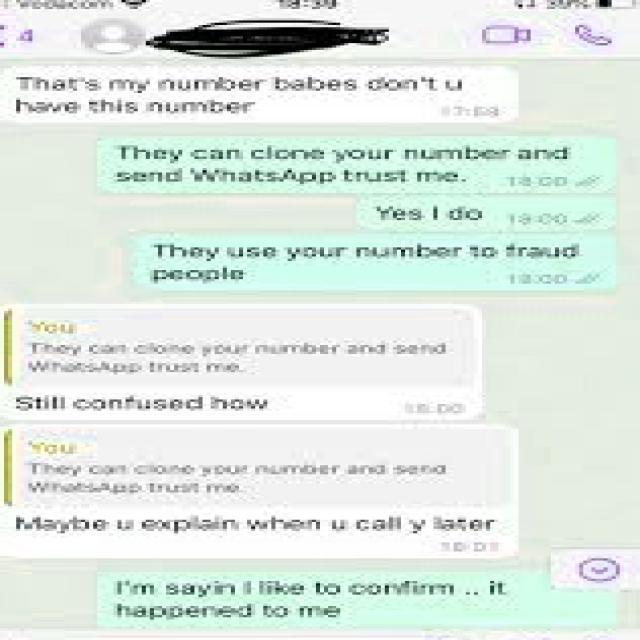 Vodacom
18:39
30%
4
That's my number babes don't u
have this number
17:59
They can clone your number and
send WhatsApp trust me.
18:00
Yes I do
18:00
They use your number to fraud
people
18:00
You
They can clone your number and send
WhatsApp trust me.
Still confused how
18:00
You
They can clone your number and send
WhatsApp trust me.
Maybe u explain when u call y later
18:01
I'm sayin I like to confirm .. it
happened to me